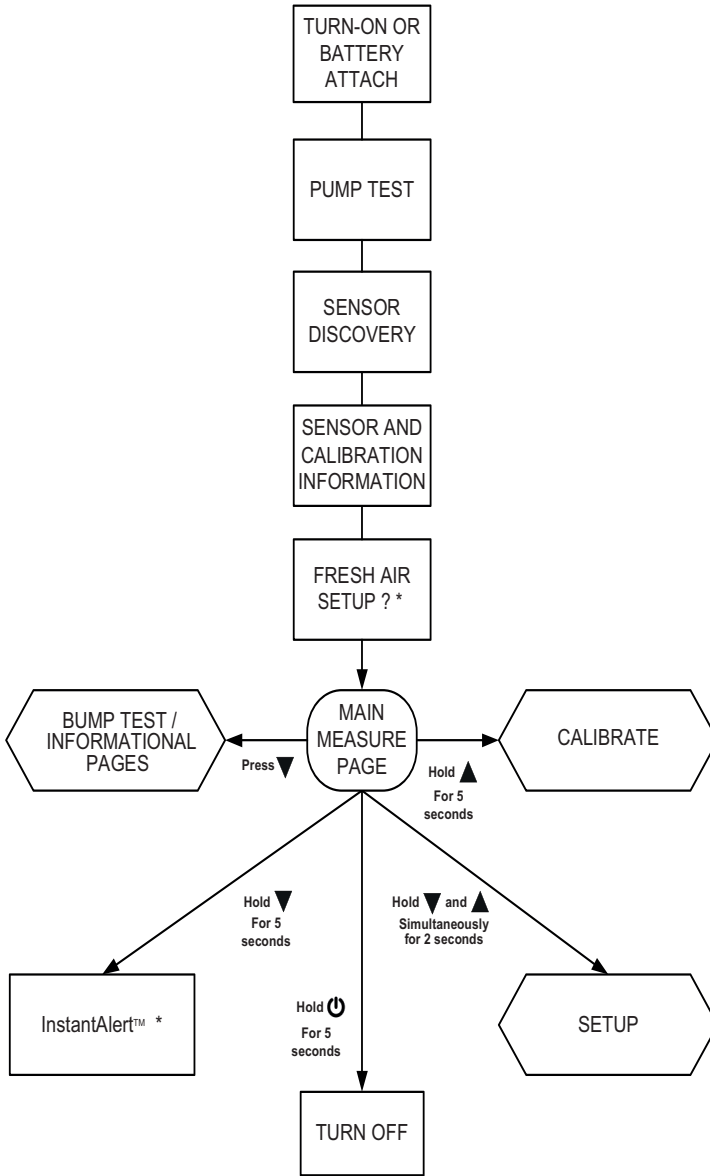 TURN-ON OR
BATTERY
ATTACH
PUMP TEST
SENSOR
DISCOVERY
SENSOR AND
CALIBRATION
INFORMATION
FRESH AIR
SETUP ? *
BUMP TEST /
INFORMATIONAL
PAGES
Press ▼
MAIN
MEASURE
PAGE
Hold ▲
For 5
seconds
CALIBRATE
Hold ▼
For 5
seconds
Hold ▼ and ▲
Simultaneously
for 2 seconds
InstantAlert™ *
Hold ⏻
For 5
seconds
SETUP
TURN OFF